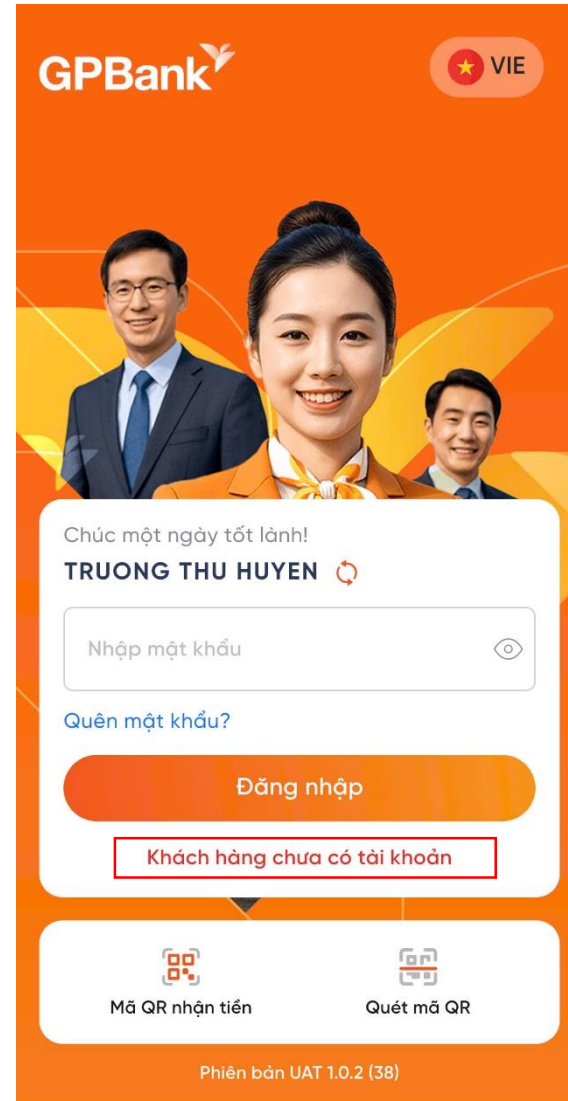 GPBank
VIE
Chúc một ngày tốt lành!
TRUONG THU HUYEN
Nhập mật khẩu
Quên mật khẩu?
Đăng nhập
Khách hàng chưa có tài khoản
Mã QR nhận tiền
Quét mã QR
Phiên bản UAT 1.0.2 (38)